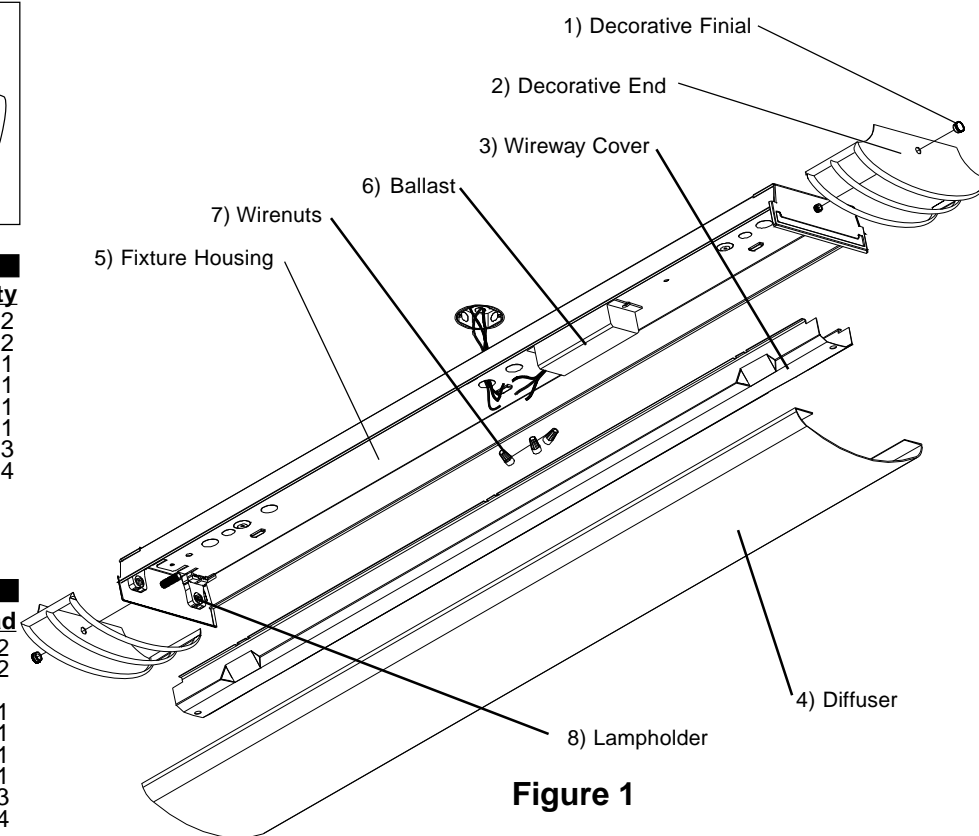 1) Decorative Finial
2) Decorative End
3) Wireway Cover
6) Ballast
7) Wirenuts
5) Fixture Housing
ty
2
2
1
1
1
1
3
4
d
2
2
1
1
1
1
3
4
4) Diffuser
8) Lampholder
Figure 1